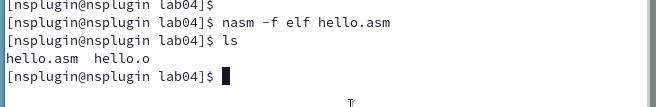 [nsplugin@nsplugin lab04]$
[nsplugin@nsplugin lab04]$ nasm -f elf hello.asm
[nsplugin@nsplugin lab04]$ ls
hello.asm  hello.o
[nsplugin@nsplugin lab04]$